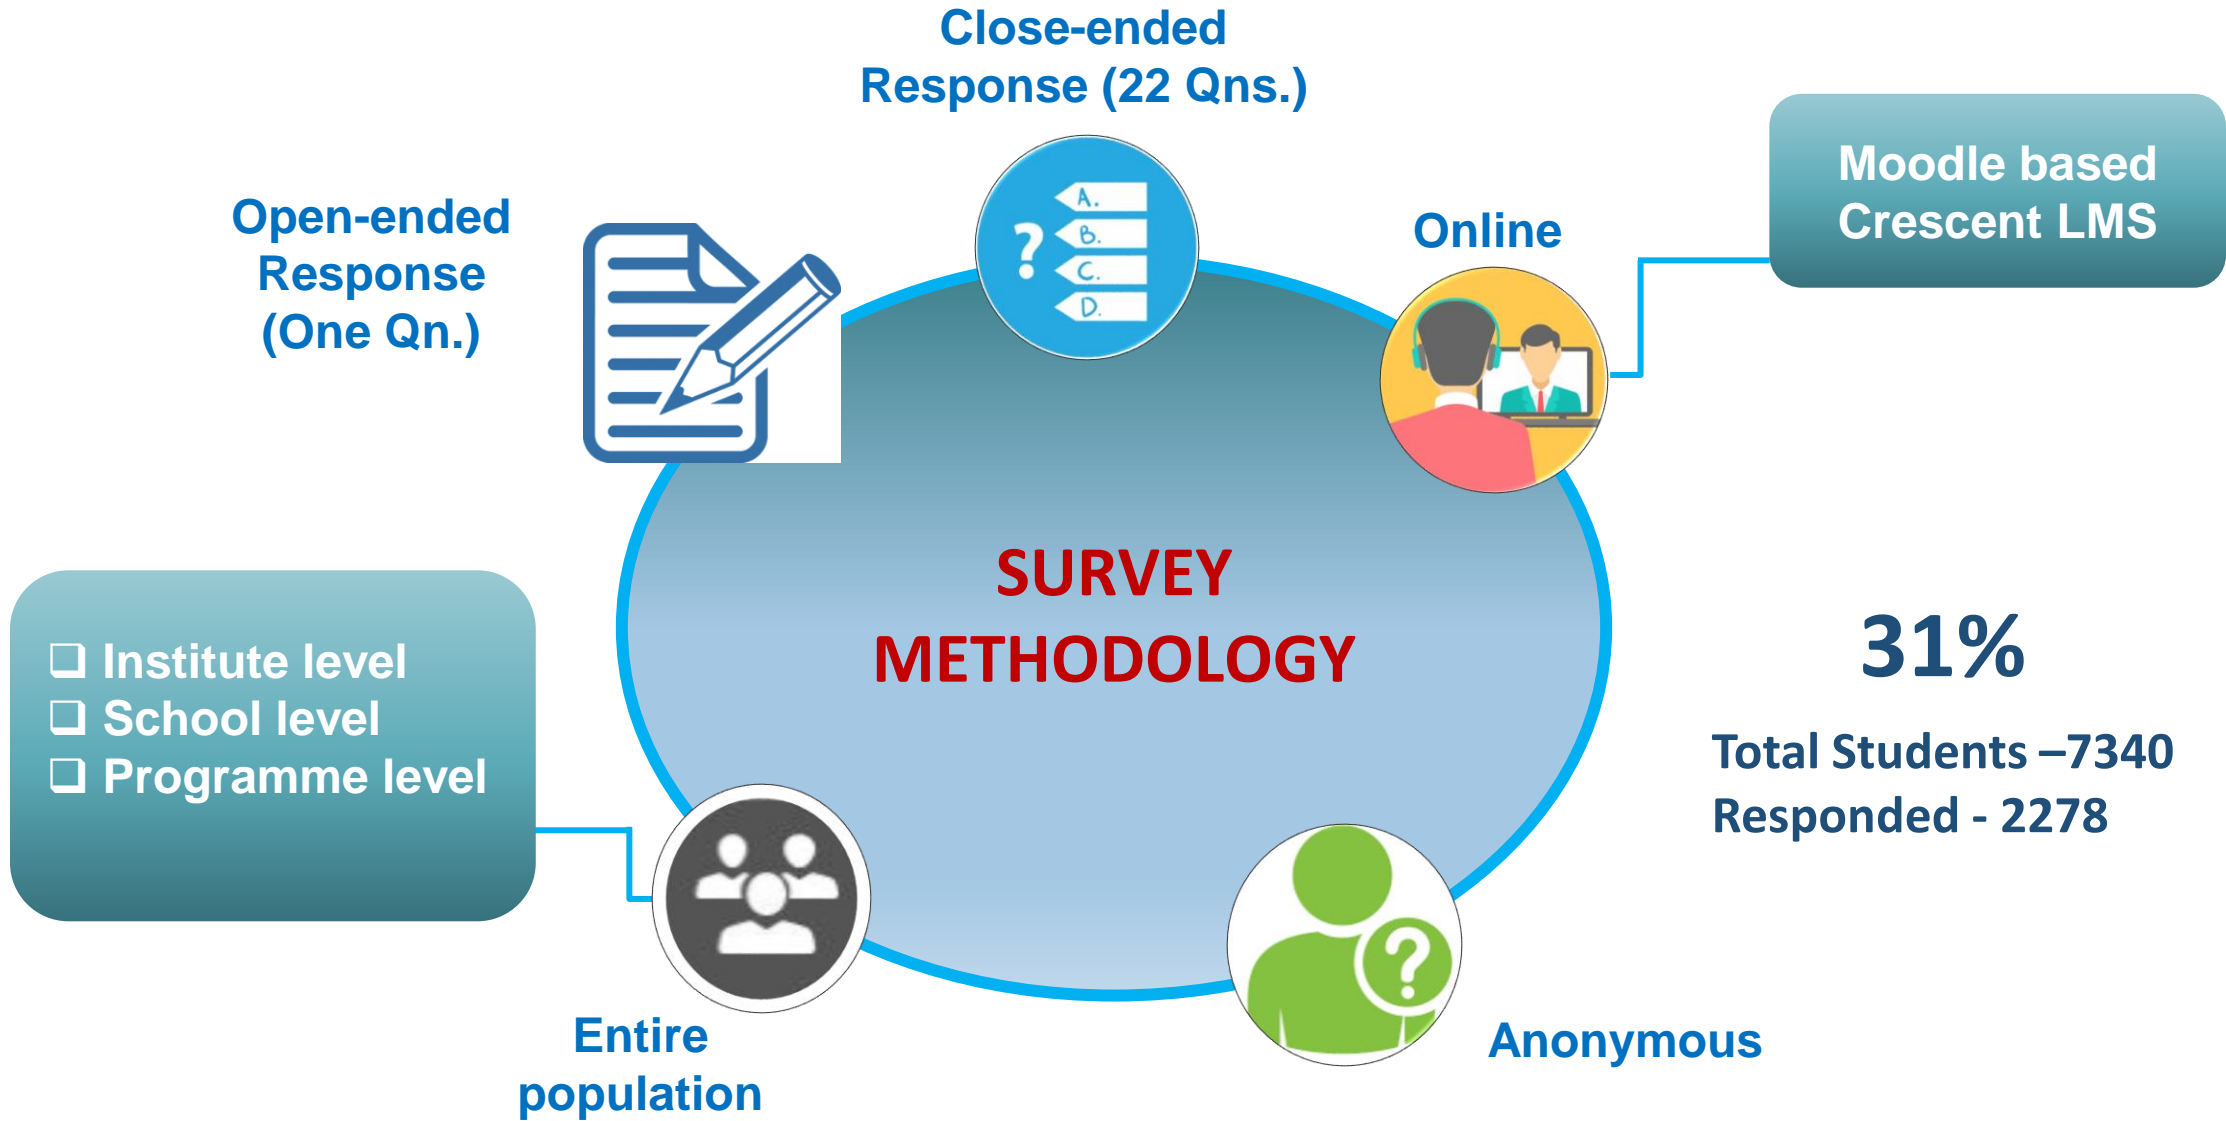 Close-ended
Response (22 Qns.)
Open-ended
Response
(One Qn.)
A.
B.
C.
D.
?
Online
Moodle based
Crescent LMS
SURVEY
METHODOLOGY
❑ Institute level
❑ School level
❑ Programme level
31%
Total Students –7340
Responded - 2278
?
Entire
population
Anonymous